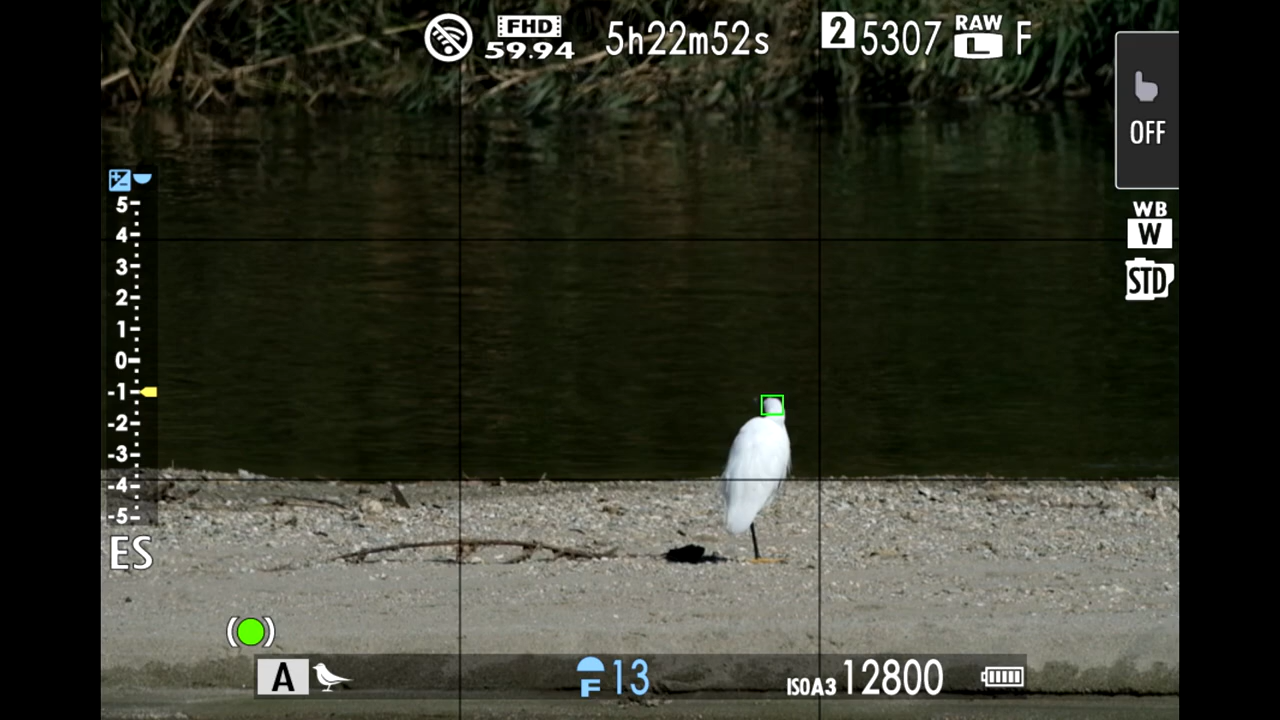 FHD
59.94
5h22m52s
2 5307
RAW
L F
OFF
WB
W
STD
5
4
3
2
1
0
-1
-2
-3
-4
-5
ES
A
F 13
ISO A3 12800